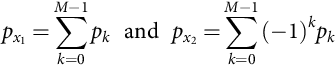 p_{x_1} = \sum_{k=0}^{M-1} p_k and p_{x_2} = \sum_{k=0}^{M-1} (-1)^k p_k